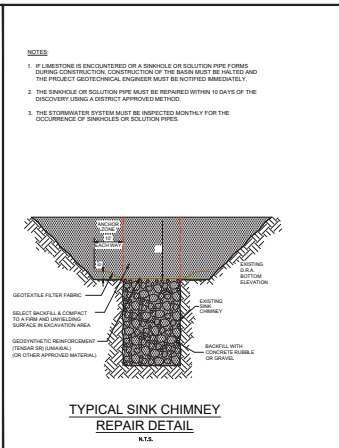 NOTES:
1. IF LIMESTONE IS ENCOUNTERED OR A SINKHOLE OR SOLUTION PIPE FORMS
DURING CONSTRUCTION, CONSTRUCTION OF THE BASIN MUST BE HALTED AND
THE PROJECT GEOTECHNICAL ENGINEER MUST BE NOTIFIED IMMEDIATELY.
2. THE SINKHOLE OR SOLUTION PIPE MUST BE REPAIRED WITHIN 10 DAYS OF THE
DISCOVERY USING A DISTRICT APPROVED METHOD.
3. THE STORMWATER SYSTEM MUST BE INSPECTED MONTHLY FOR THE
OCCURRENCE OF SINKHOLES OR SOLUTION PIPES.
ANCHOR
ZONE
10'
EACH WAY
GEOTEXTILE FILTER FABRIC
SELECT BACKFILL & COMPACT
TO A FIRM AND UNYIELDING
SURFACE IN EXCAVATION AREA
GEOSYNTHETIC REINFORCEMENT
(TENSAR SR) (UNIAXIAL)
(OR OTHER APPROVED MATERIAL)
EXISTING
D.R.A.
BOTTOM
ELEVATION
EXISTING
SINK
CHIMNEY
BACKFILL WITH
CONCRETE RUBBLE
OR GRAVEL
TYPICAL SINK CHIMNEY
REPAIR DETAIL
N.T.S.